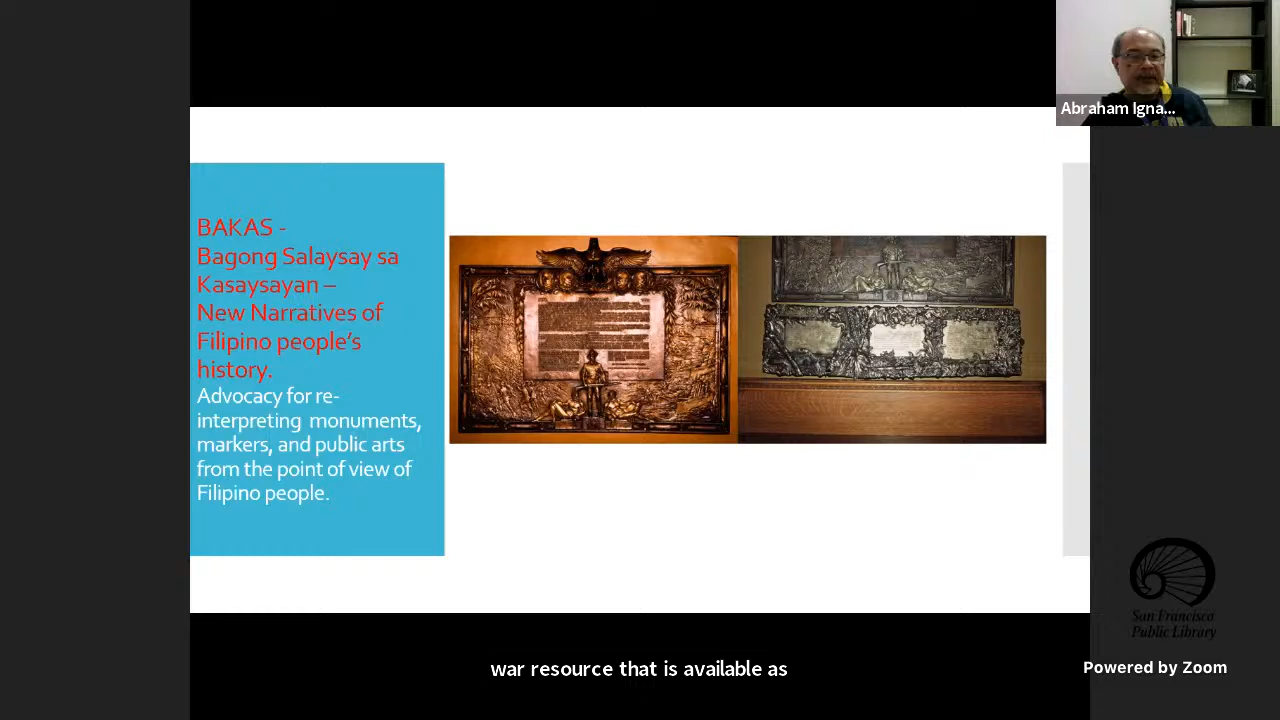 Abraham Igna...
BAKAS -
Bagong Salaysay sa
Kasaysayan –
New Narratives of
Filipino people's
history.
Advocacy for re-
interpreting monuments,
markers, and public arts
from the point of view of
Filipino people.
San Francisco
Public Library
war resource that is available as
Powered by Zoom